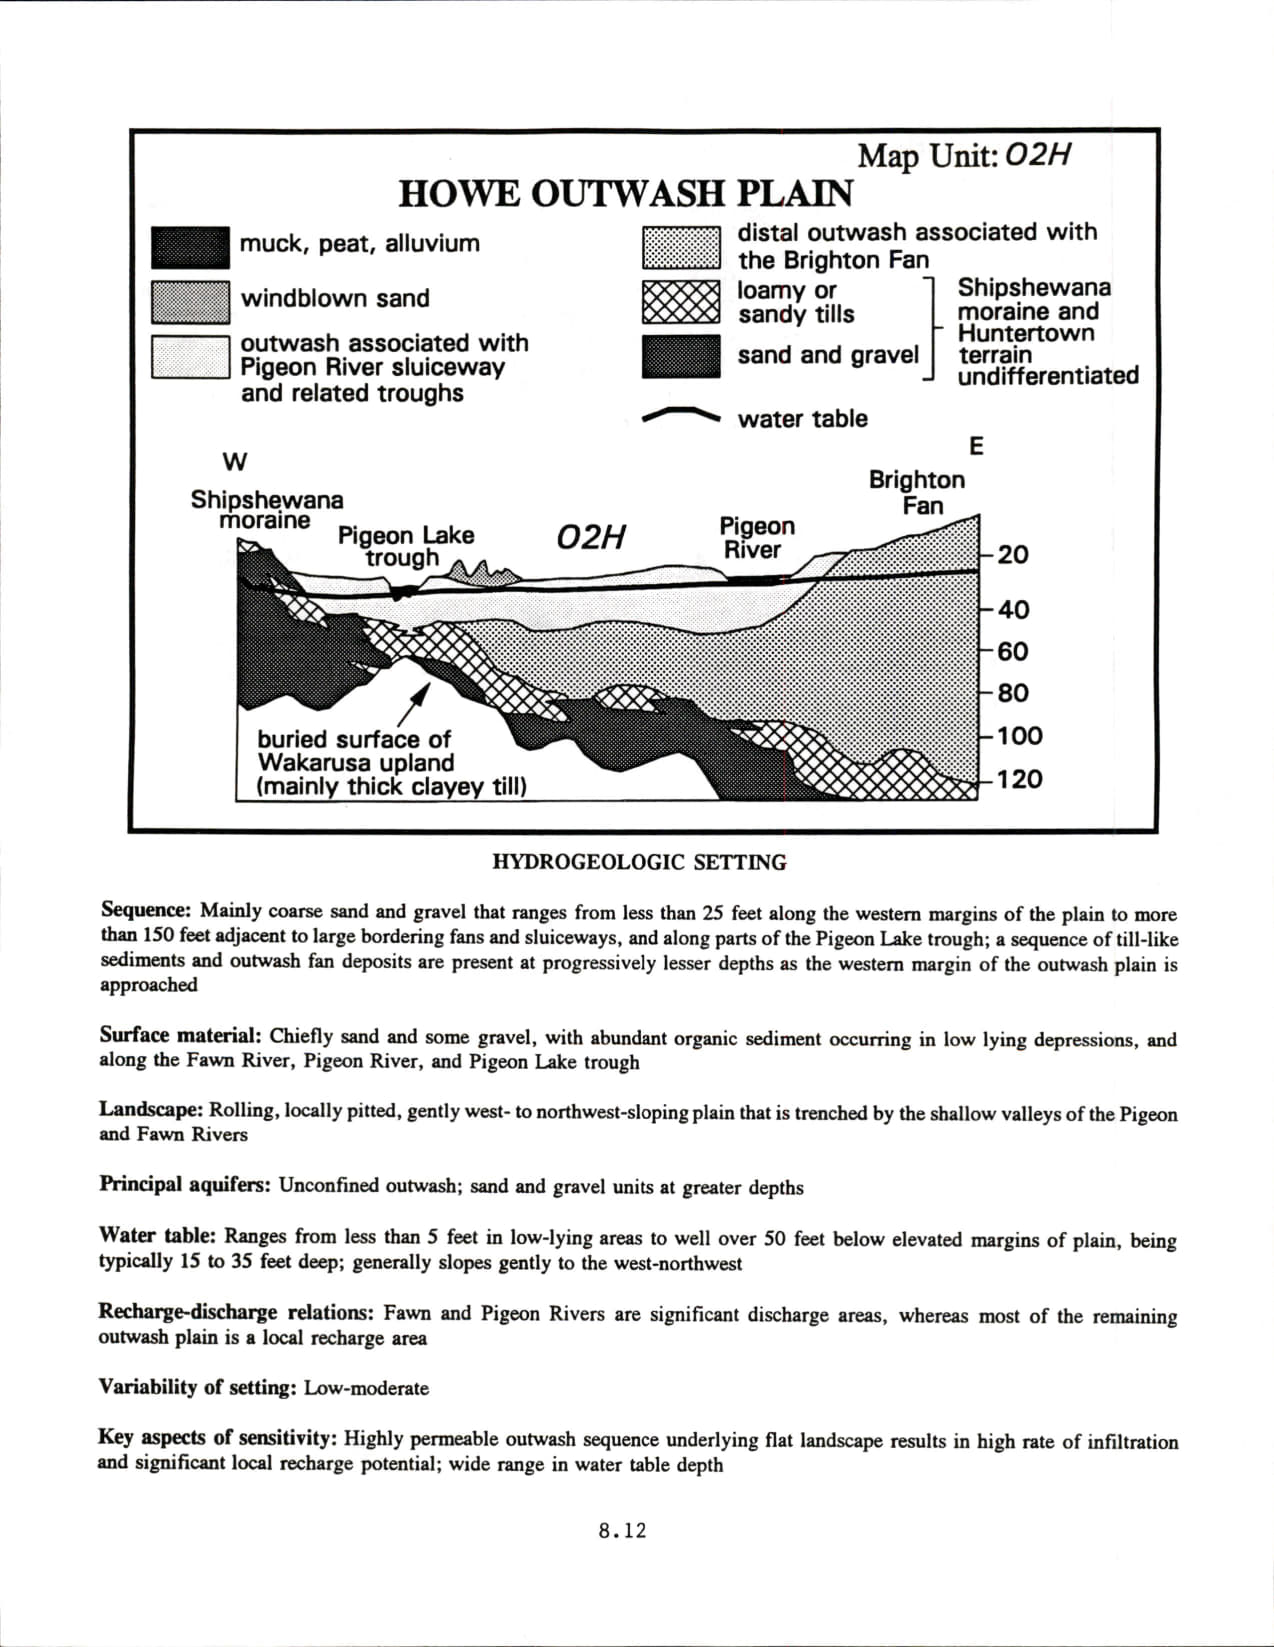 Map Unit: O2H
HOWE OUTWASH PLAIN
muck, peat, alluvium
windblown sand
outwash associated with
Pigeon River sluiceway
and related troughs
distal outwash associated with
the Brighton Fan
loamy or
sandy tills
sand and gravel
Shipshewana
moraine and
Huntertown
terrain
undifferentiated
water table
W
E
Shipshewana
moraine
Pigeon Lake
trough
O2H
Pigeon
River
Brighton
Fan
20
40
60
80
100
120
buried surface of
Wakarusa upland
(mainly thick clayey till)
HYDROGEOLOGIC SETTING
Sequence: Mainly coarse sand and gravel that ranges from less than 25 feet along the western margins of the plain to more
than 150 feet adjacent to large bordering fans and sluiceways, and along parts of the Pigeon Lake trough; a sequence of till-like
sediments and outwash fan deposits are present at progressively lesser depths as the western margin of the outwash plain is
approached
Surface material: Chiefly sand and some gravel, with abundant organic sediment occurring in low lying depressions, and
along the Fawn River, Pigeon River, and Pigeon Lake trough
Landscape: Rolling, locally pitted, gently west- to northwest-sloping plain that is trenched by the shallow valleys of the Pigeon
and Fawn Rivers
Principal aquifers: Unconfined outwash; sand and gravel units at greater depths
Water table: Ranges from less than 5 feet in low-lying areas to well over 50 feet below elevated margins of plain, being
typically 15 to 35 feet deep; generally slopes gently to the west-northwest
Recharge-discharge relations: Fawn and Pigeon Rivers are significant discharge areas, whereas most of the remaining
outwash plain is a local recharge area
Variability of setting: Low-moderate
Key aspects of sensitivity: Highly permeable outwash sequence underlying flat landscape results in high rate of infiltration
and significant local recharge potential; wide range in water table depth
8.12